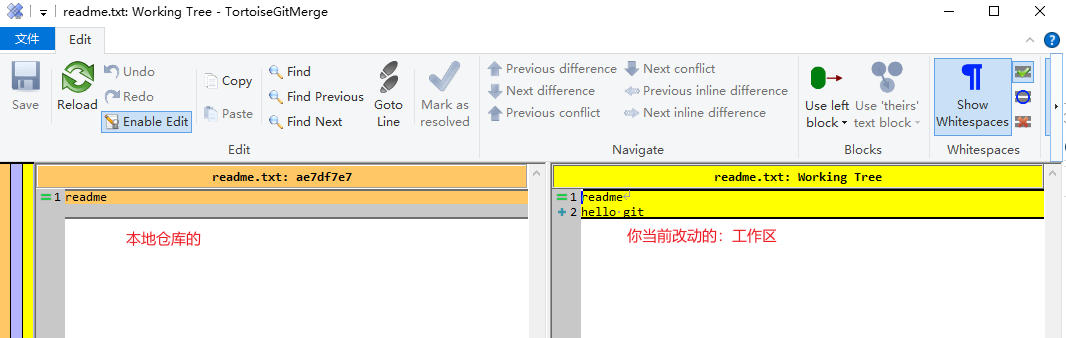 readme.txt: Working Tree - TortoiseGitMerge
文件
Edit
Save
Reload
Undo
Redo
Enable Edit
Copy
Paste
Find
Find Previous
Find Next
Goto
Line
Mark as
resolved
Edit
Previous difference
Next difference
Previous conflict
Next conflict
Previous inline difference
Next inline difference
Navigate
Use left
block
Use 'theirs'
text block
Blocks
Show
Whitespaces
Whitespaces
readme.txt: ae7df7e7
1 readme
本地仓库的
readme.txt: Working Tree
1 readme
2 hello git
你当前改动的：工作区